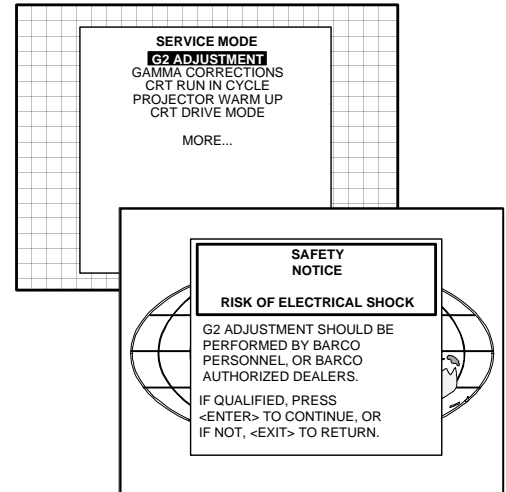 SERVICE MODE
G2 ADJUSTMENT
GAMMA CORRECTIONS
CRT RUN IN CYCLE
PROJECTOR WARM UP
CRT DRIVE MODE
MORE...
SAFETY
NOTICE
RISK OF ELECTRICAL SHOCK
G2 ADJUSTMENT SHOULD BE
PERFORMED BY BARCO
PERSONNEL, OR BARCO
AUTHORIZED DEALERS.
IF QUALIFIED, PRESS
<ENTER> TO CONTINUE, OR
IF NOT, <EXIT> TO RETURN.